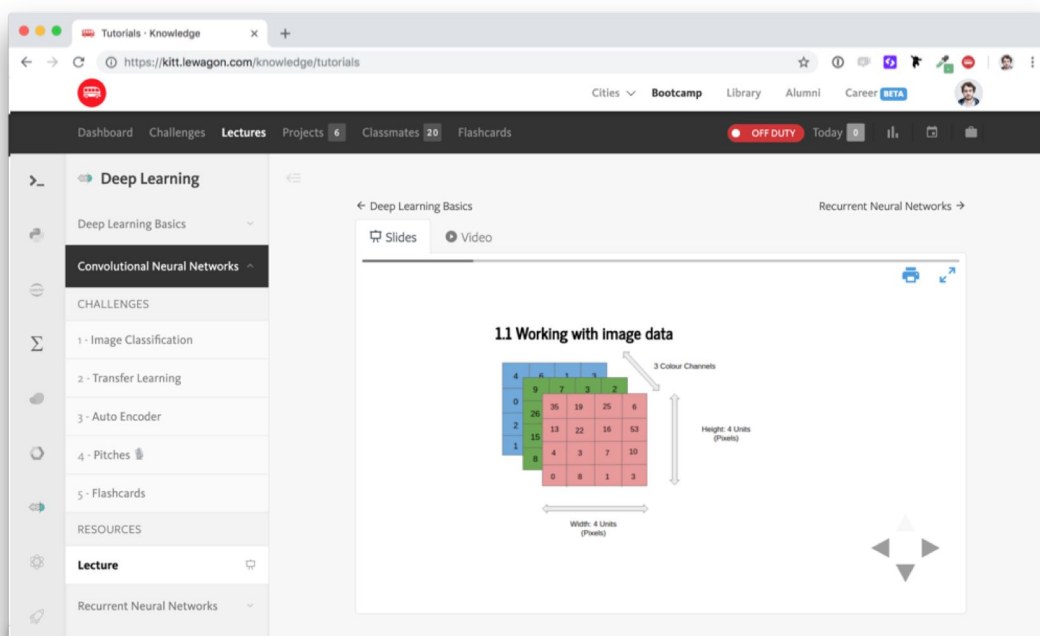 Tutorials · Knowledge
https://kitt.lewagon.com/knowledge/tutorials
Cities Bootcamp Library Alumni Career BETA
Dashboard Challenges Lectures Projects 6 Classmates 20 Flashcards OFF DUTY Today 0
Deep Learning
Deep Learning Basics
Convolutional Neural Networks
CHALLENGES
1 - Image Classification
2 - Transfer Learning
3 - Auto Encoder
4 - Pitches
5 - Flashcards
RESOURCES
Lecture
Recurrent Neural Networks
← Deep Learning Basics
Recurrent Neural Networks →
Slides Video
1.1 Working with image data
3 Colour Channels
4 6 1 3
0
2
1
9 7 3 2
26
15
8
35 19 25 6
13 22 16 53
4 3 7 10
0 8 1 3
Height: 4 Units
(Pixels)
Width: 4 Units
(Pixels)